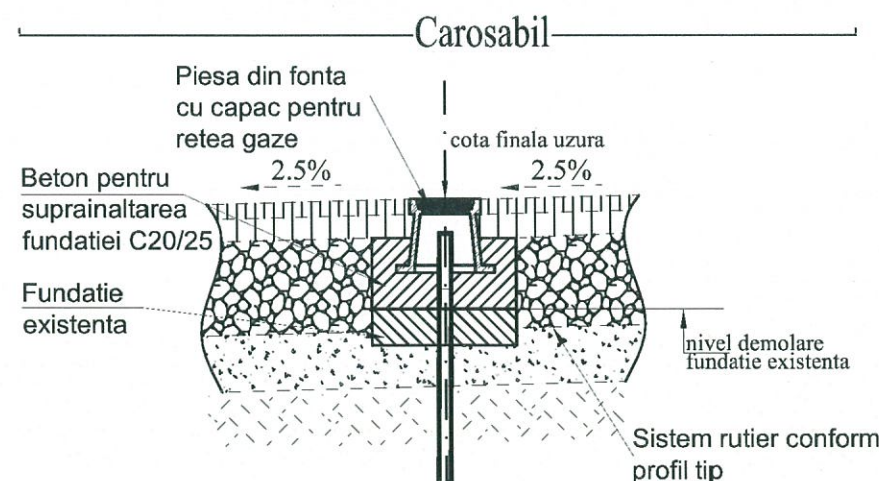 Carosabil
Piesa din fonta
cu capac pentru
retea gaze
cota finala uzura
2.5%
2.5%
Beton pentru
suprainaltarea
fundatiei C20/25
Fundatie
existenta
nivel demolare
fundatie existenta
Sistem rutier conform
profil tip